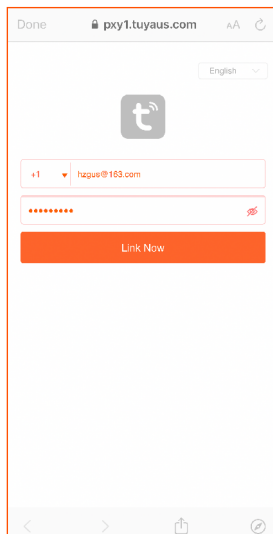 Done pxy1.tuyaus.com AA
English
t
+1 hzgus@163.com
Link Now